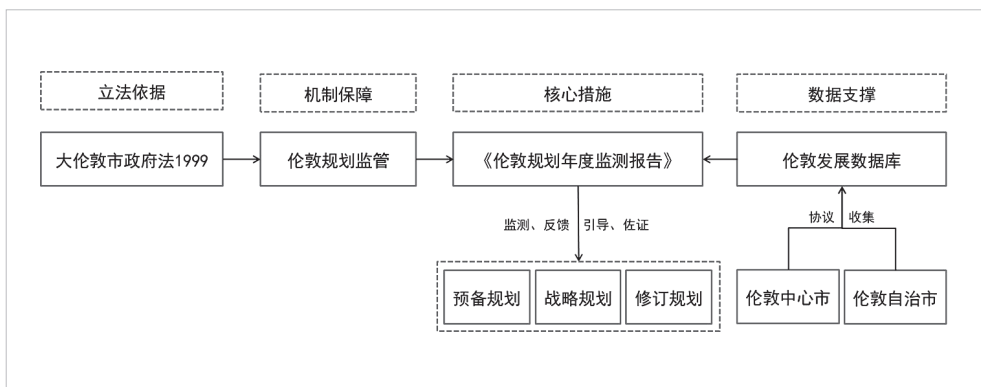 立法依据
机制保障
核心措施
数据支撑
大伦敦市政府法1999
伦敦规划监管
《伦敦规划年度监测报告》
伦敦发展数据库
监测、反馈
引导、佐证
协议
收集
预备规划
战略规划
修订规划
伦敦中心市
伦敦自治市